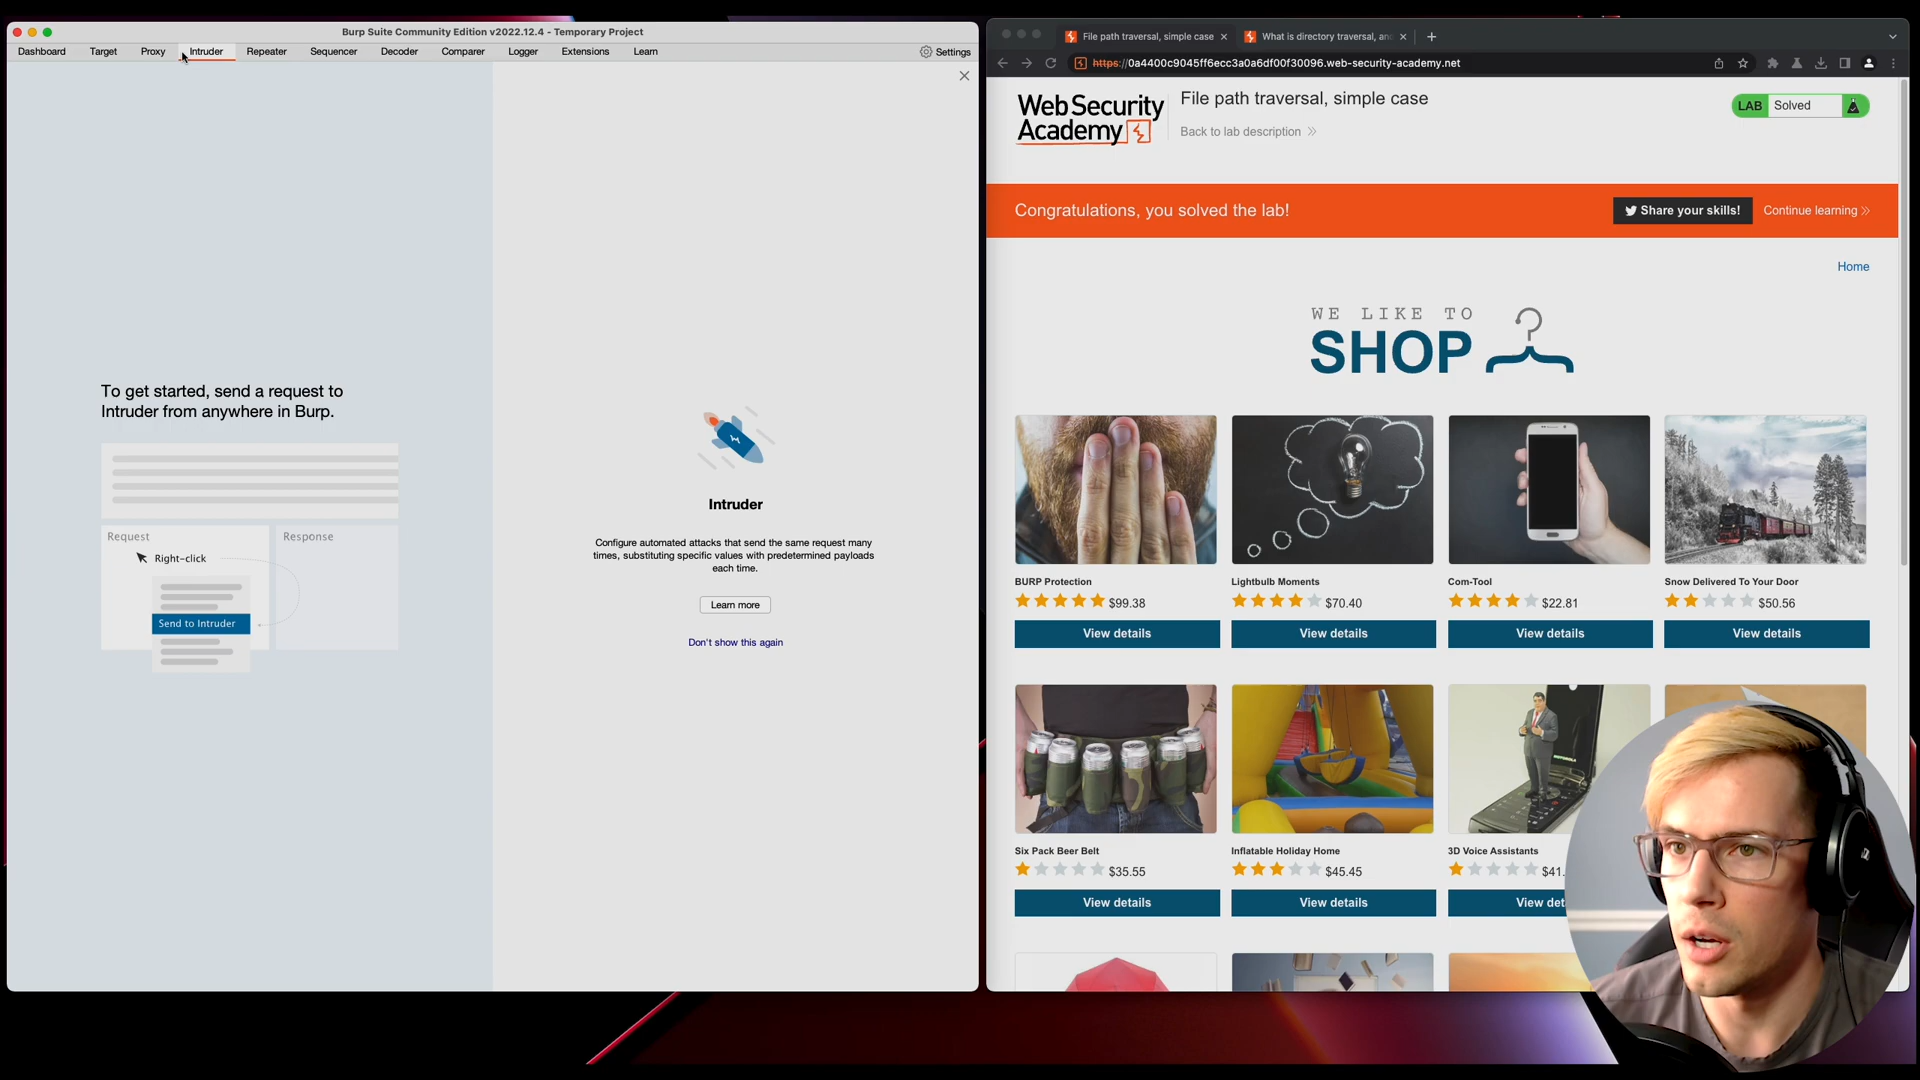 Burp Suite Community Edition v2022.12.4 - Temporary Project
Dashboard Target Proxy Intruder Repeater Sequencer Decoder Comparer Logger Extensions Learn Settings
To get started, send a request to
Intruder from anywhere in Burp.
Request Response
Right-click
Send to Intruder
Intruder
Configure automated attacks that send the same request many
times, substituting specific values with predetermined payloads
each time.
Learn more
Don't show this again
File path traversal, simple case What is directory traversal, an
https://0a4400c9045ff6ecc3a0a6df00f30096.web-security-academy.net
Web Security
Academy
File path traversal, simple case
Back to lab description
LAB Solved
Congratulations, you solved the lab!
Share your skills! Continue learning
Home
WE LIKE TO
SHOP
BURP Protection Lightbulb Moments Com-Tool Snow Delivered To Your Door
$99.38 $70.40 $22.81 $50.56
View details View details View details View details
Six Pack Beer Belt Inflatable Holiday Home 3D Voice Assistants
$35.55 $45.45 $41.
View details View details View det